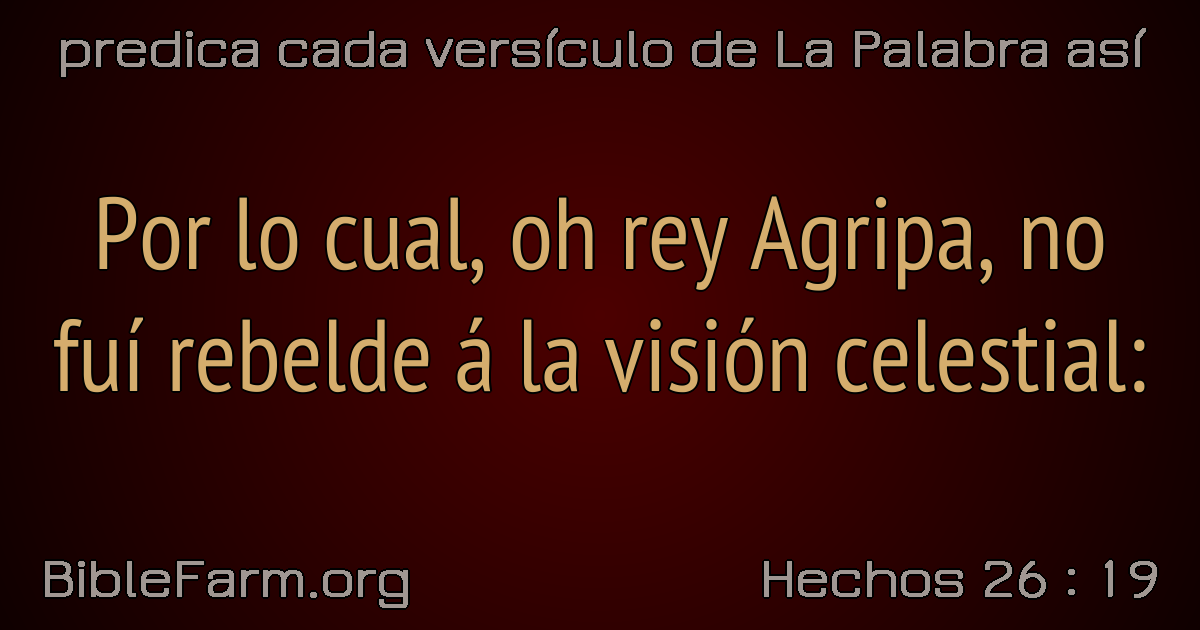 predica cada versículo de La Palabra así
Por lo cual, oh rey Agripa, no
fuí rebelde á la visión celestial:
BibleFarm.org
Hechos 26 : 19